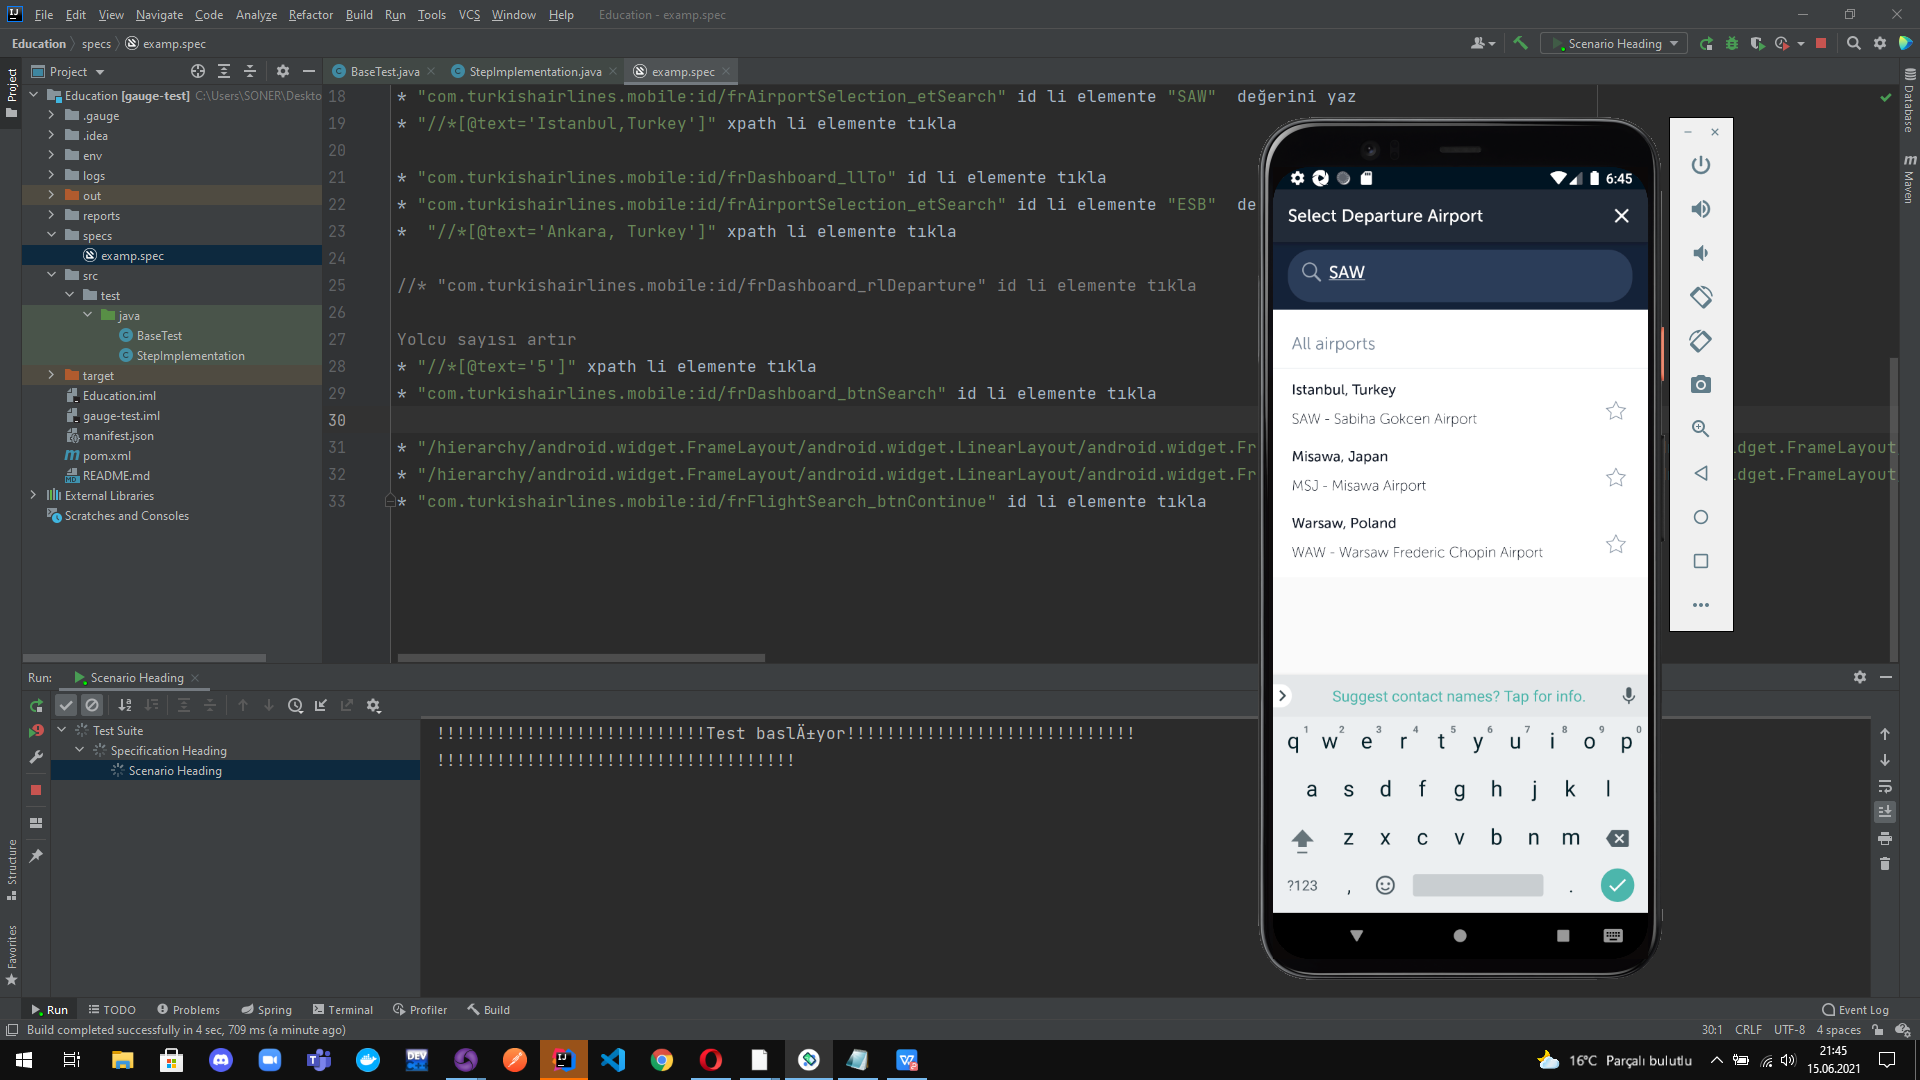 File Edit View Navigate Code Analyze Refactor Build Run Tools VCS Window Help Education - examp.spec
Education specs examp.spec
Scenario Heading
Project
BaseTest.java StepImplementation.java examp.spec
Education [gauge-test] C:\Users\SONER\Deskto
.gauge
.idea
env
logs
out
reports
specs
examp.spec
src
test
java
BaseTest
StepImplementation
target
Education.iml
gauge-test.iml
manifest.json
pom.xml
README.md
External Libraries
Scratches and Consoles
18 * "com.turkishairlines.mobile:id/frAirportSelection_etSearch" id li elemente "SAW"  değerini yaz
19 * "//*[@text='Istanbul,Turkey']" xpath li elemente tıkla
20
21 * "com.turkishairlines.mobile:id/frDashboard_llTo" id li elemente tıkla
22 * "com.turkishairlines.mobile:id/frAirportSelection_etSearch" id li elemente "ESB"  de
23 *  "//*[@text='Ankara, Turkey']" xpath li elemente tıkla
24
25 //* "com.turkishairlines.mobile:id/frDashboard_rlDeparture" id li elemente tıkla
26
27 Yolcu sayısı artır
28 * "//*[@text='5']" xpath li elemente tıkla
29 * "com.turkishairlines.mobile:id/frDashboard_btnSearch" id li elemente tıkla
30
31 * "/hierarchy/android.widget.FrameLayout/android.widget.LinearLayout/android.widget.Fr dget.FrameLayout
32 * "/hierarchy/android.widget.FrameLayout/android.widget.LinearLayout/android.widget.Fr dget.FrameLayout
33 * "com.turkishairlines.mobile:id/frFlightSearch_btnContinue" id li elemente tıkla
6:45
Select Departure Airport
SAW
All airports
Istanbul, Turkey
SAW - Sabiha Gokcen Airport
Misawa, Japan
MSJ - Misawa Airport
Warsaw, Poland
WAW - Warsaw Frederic Chopin Airport
Suggest contact names? Tap for info.
1 2 3 4 5 6 7 8 9 0
q w e r t y u i o p
a s d f g h j k l
z x c v b n m
?123 , .
Project
Structure
Favorites
Database
Maven
Run: Scenario Heading
Test Suite
Specification Heading
Scenario Heading
!!!!!!!!!!!!!!!!!!!!!!!!!!!Test baslÄ±yor!!!!!!!!!!!!!!!!!!!!!!!!!!!!!
!!!!!!!!!!!!!!!!!!!!!!!!!!!!!!!!!!!!
Run TODO Problems Spring Terminal Profiler Build Event Log
Build completed successfully in 4 sec, 709 ms (a minute ago) 30:1 CRLF UTF-8 4 spaces
16°C Parçalı bulutlu
21:45
15.06.2021